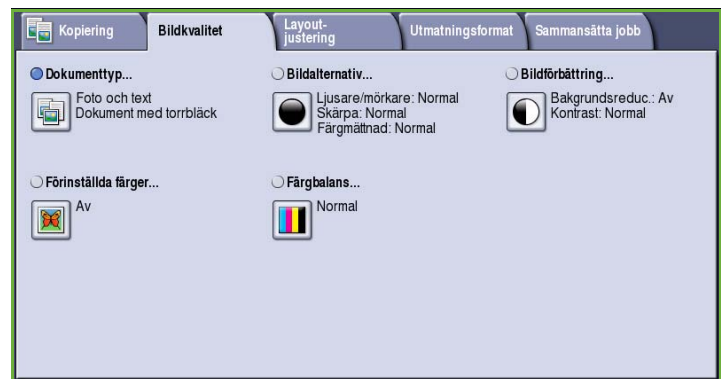 Kopiering
Bildkvalitet
Layout-
justering
Utmatningsformat
Sammansätta jobb
Dokumenttyp...
Foto och text
Dokument med torrbläck
Bildalternativ...
Ljusare/mörkare: Normal
Skärpa: Normal
Färgmättnad: Normal
Bildförbättring...
Bakgrundsreduc.: Av
Kontrast: Normal
Förinställda färger...
Av
Färgbalans...
Normal